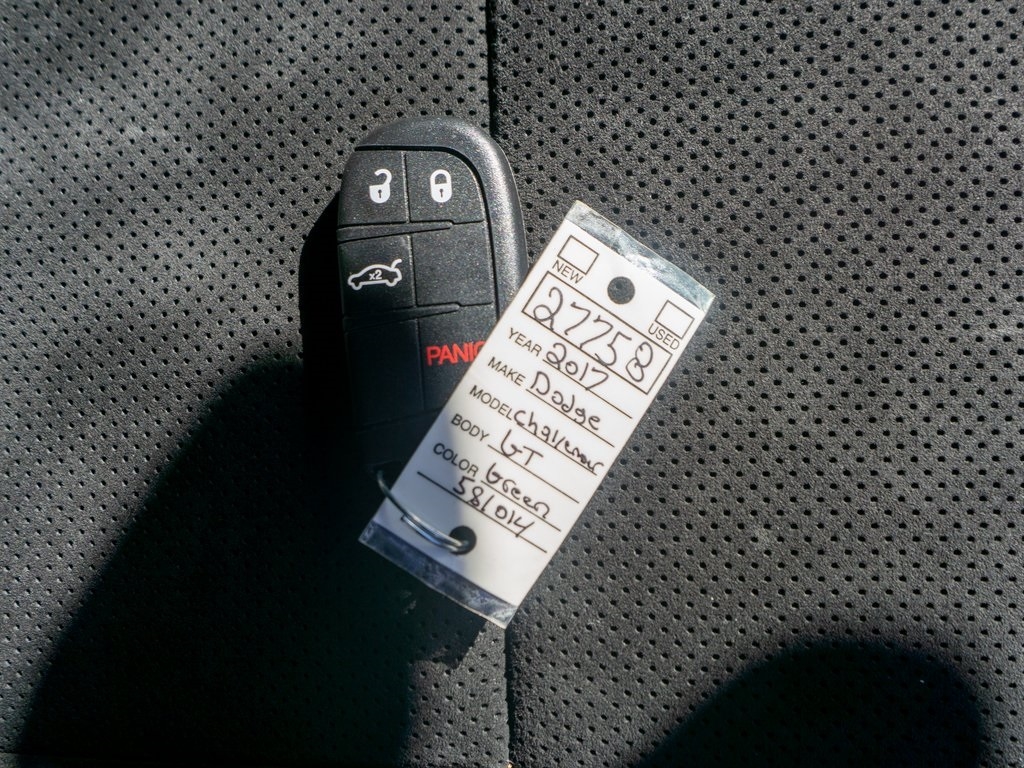 x2
PANIC
NEW
USED
27758
YEAR 2017
MAKE Dodge
MODEL Challenger
BODY GT
COLOR Green
581014